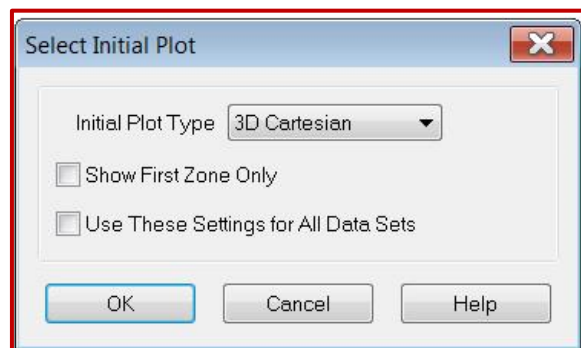 Select Initial Plot
Initial Plot Type 3D Cartesian
Show First Zone Only
Use These Settings for All Data Sets
OK Cancel Help